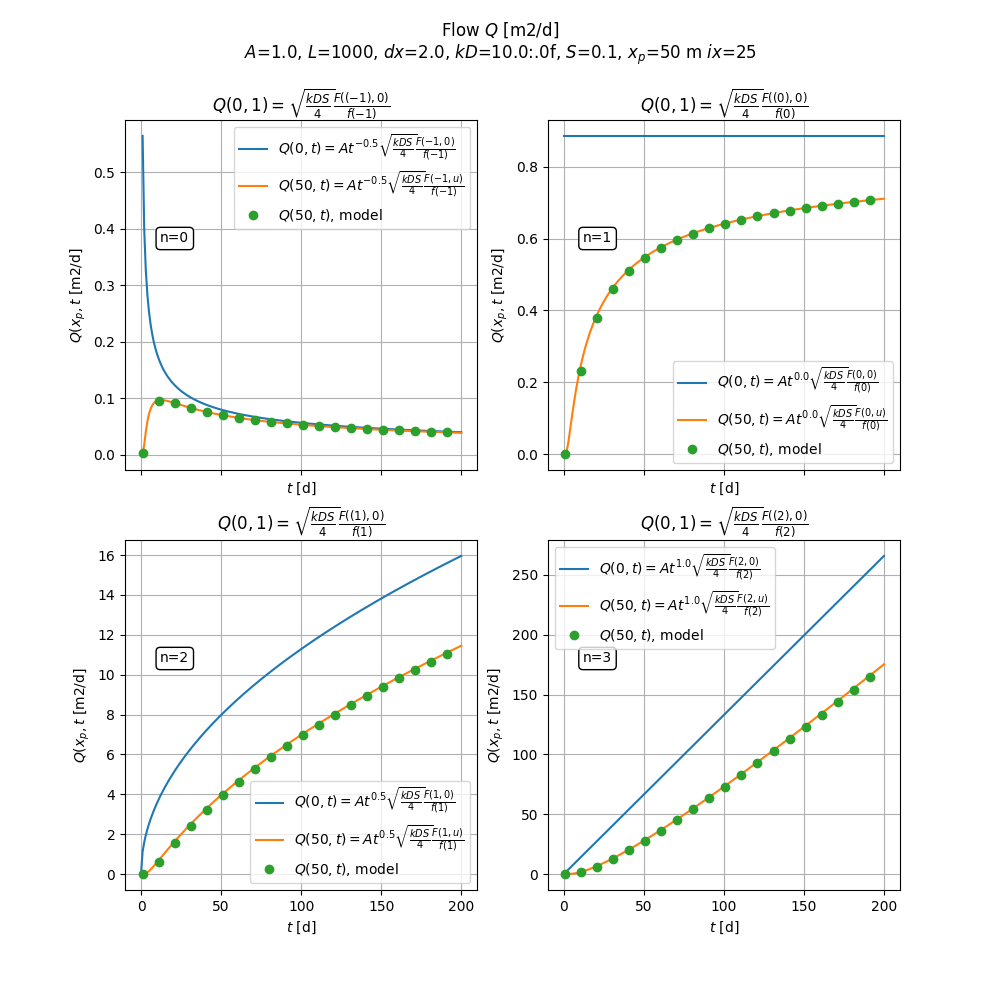 Flow Q [m2/d]
A=1.0, L=1000, dx=2.0, kD=10.0:.0f, S=0.1, x_p=50 m ix=25
Q(0, 1) = √(kDS/4) F((−1), 0)/f(−1)
Q(x_p, t [m2/d]
0.5
0.4
0.3
0.2
0.1
0.0
Q(0, t) = At^−0.5 √(kDS/4) F(−1, 0)/f(−1)
Q(50, t) = At^−0.5 √(kDS/4) F(−1, u)/f(−1)
Q(50, t), model
n=0
t [d]
Q(0, 1) = √(kDS/4) F((0), 0)/f(0)
Q(x_p, t [m2/d]
0.8
0.6
0.4
0.2
0.0
n=1
Q(0, t) = At^0.0 √(kDS/4) F(0, 0)/f(0)
Q(50, t) = At^0.0 √(kDS/4) F(0, u)/f(0)
Q(50, t), model
t [d]
Q(0, 1) = √(kDS/4) F((1), 0)/f(1)
Q(x_p, t [m2/d]
16
14
12
10
8
6
4
2
0
n=2
Q(0, t) = At^0.5 √(kDS/4) F(1, 0)/f(1)
Q(50, t) = At^0.5 √(kDS/4) F(1, u)/f(1)
Q(50, t), model
0 50 100 150 200
t [d]
Q(0, 1) = √(kDS/4) F((2), 0)/f(2)
Q(x_p, t [m2/d]
250
200
150
100
50
0
Q(0, t) = At^1.0 √(kDS/4) F(2, 0)/f(2)
Q(50, t) = At^1.0 √(kDS/4) F(2, u)/f(2)
Q(50, t), model
n=3
0 50 100 150 200
t [d]